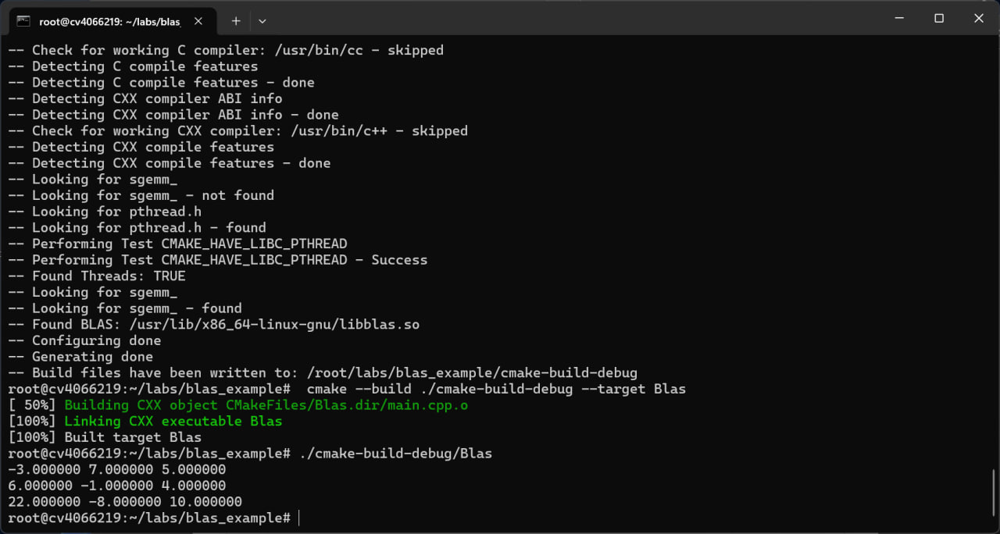 root@cv4066219: ~/labs/blas_
-- Check for working C compiler: /usr/bin/cc - skipped
-- Detecting C compile features
-- Detecting C compile features - done
-- Detecting CXX compiler ABI info
-- Detecting CXX compiler ABI info - done
-- Check for working CXX compiler: /usr/bin/c++ - skipped
-- Detecting CXX compile features
-- Detecting CXX compile features - done
-- Looking for sgemm_
-- Looking for sgemm_ - not found
-- Looking for pthread.h
-- Looking for pthread.h - found
-- Performing Test CMAKE_HAVE_LIBC_PTHREAD
-- Performing Test CMAKE_HAVE_LIBC_PTHREAD - Success
-- Found Threads: TRUE
-- Looking for sgemm_
-- Looking for sgemm_ - found
-- Found BLAS: /usr/lib/x86_64-linux-gnu/libblas.so
-- Configuring done
-- Generating done
-- Build files have been written to: /root/labs/blas_example/cmake-build-debug
root@cv4066219:~/labs/blas_example#  cmake --build ./cmake-build-debug --target Blas
[ 50%] Building CXX object CMakeFiles/Blas.dir/main.cpp.o
[100%] Linking CXX executable Blas
[100%] Built target Blas
root@cv4066219:~/labs/blas_example# ./cmake-build-debug/Blas
-3.000000 7.000000 5.000000
6.000000 -1.000000 4.000000
22.000000 -8.000000 10.000000
root@cv4066219:~/labs/blas_example#